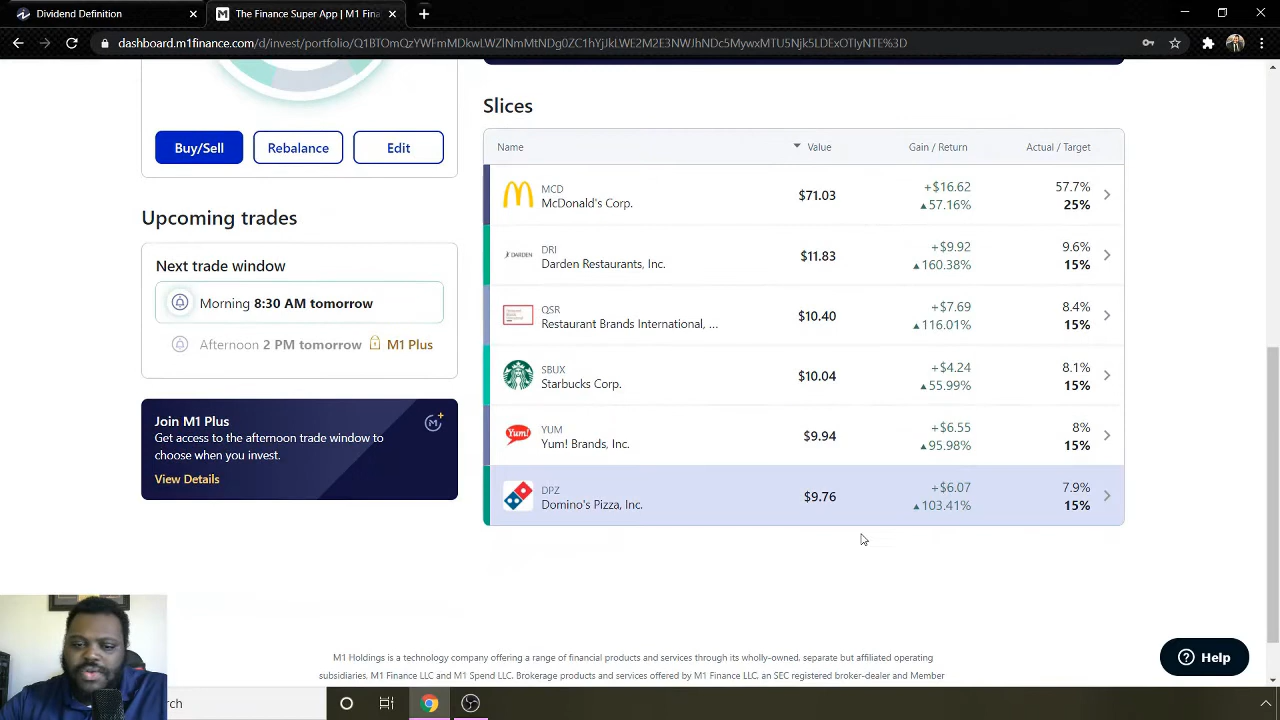 Dividend Definition
The Finance Super App | M1 Fina
dashboard.m1finance.com/d/invest/portfolio/Q1BTOmQzYWFmMDkwLWZlNmMtNDg0ZC1hYjJkLWE2M2E3NWJhNDc5MywxMTU5Njk5LDExOTIyNTE%3D
Buy/Sell
Rebalance
Edit
Upcoming trades
Next trade window
Morning 8:30 AM tomorrow
Afternoon 2 PM tomorrow M1 Plus
Join M1 Plus
Get access to the afternoon trade window to
choose when you invest.
View Details
Slices
Name Value Gain / Return Actual / Target
MCD
McDonald's Corp.
$71.03
+$16.62
▲57.16%
57.7%
25%
DARDEN
DRI
Darden Restaurants, Inc.
$11.83
+$9.92
▲160.38%
9.6%
15%
QSR
Restaurant Brands International, ...
$10.40
+$7.69
▲116.01%
8.4%
15%
SBUX
Starbucks Corp.
$10.04
+$4.24
▲55.99%
8.1%
15%
Yum!
YUM
Yum! Brands, Inc.
$9.94
+$6.55
▲95.98%
8%
15%
DPZ
Domino's Pizza, Inc.
$9.76
+$6.07
▲103.41%
7.9%
15%
M1 Holdings is a technology company offering a range of financial products and services through its wholly-owned, separate but affiliated operating
subsidiaries, M1 Finance LLC and M1 Spend LLC. Brokerage products and services offered by M1 Finance LLC, an SEC registered broker-dealer and Member
Help
rch